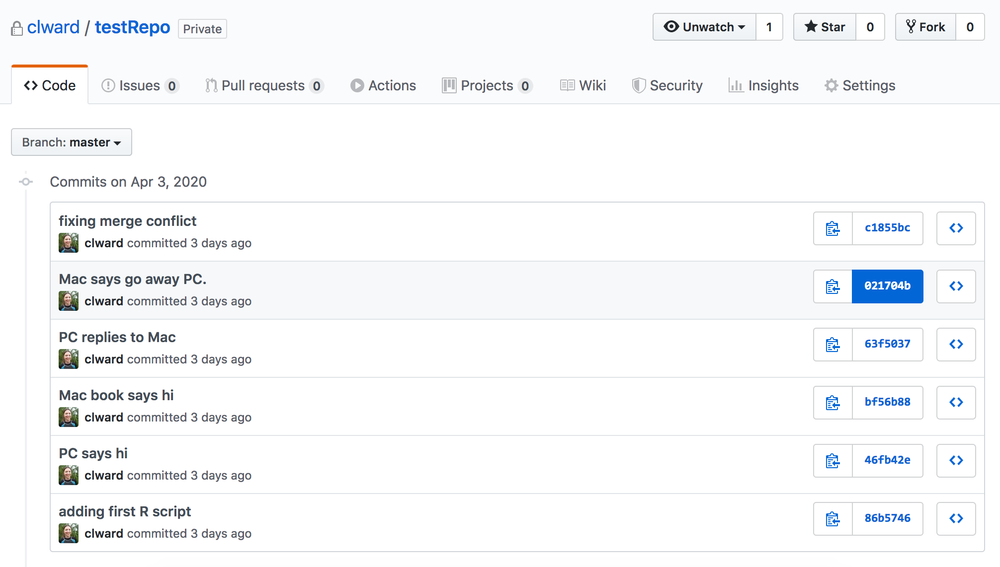 clward / testRepo Private Unwatch 1 Star 0 Fork 0
Code Issues 0 Pull requests 0 Actions Projects 0 Wiki Security Insights Settings
Branch: master
Commits on Apr 3, 2020
fixing merge conflict
clward committed 3 days ago
c1855bc
Mac says go away PC.
clward committed 3 days ago
021704b
PC replies to Mac
clward committed 3 days ago
63f5037
Mac book says hi
clward committed 3 days ago
bf56b88
PC says hi
clward committed 3 days ago
46fb42e
adding first R script
clward committed 3 days ago
86b5746